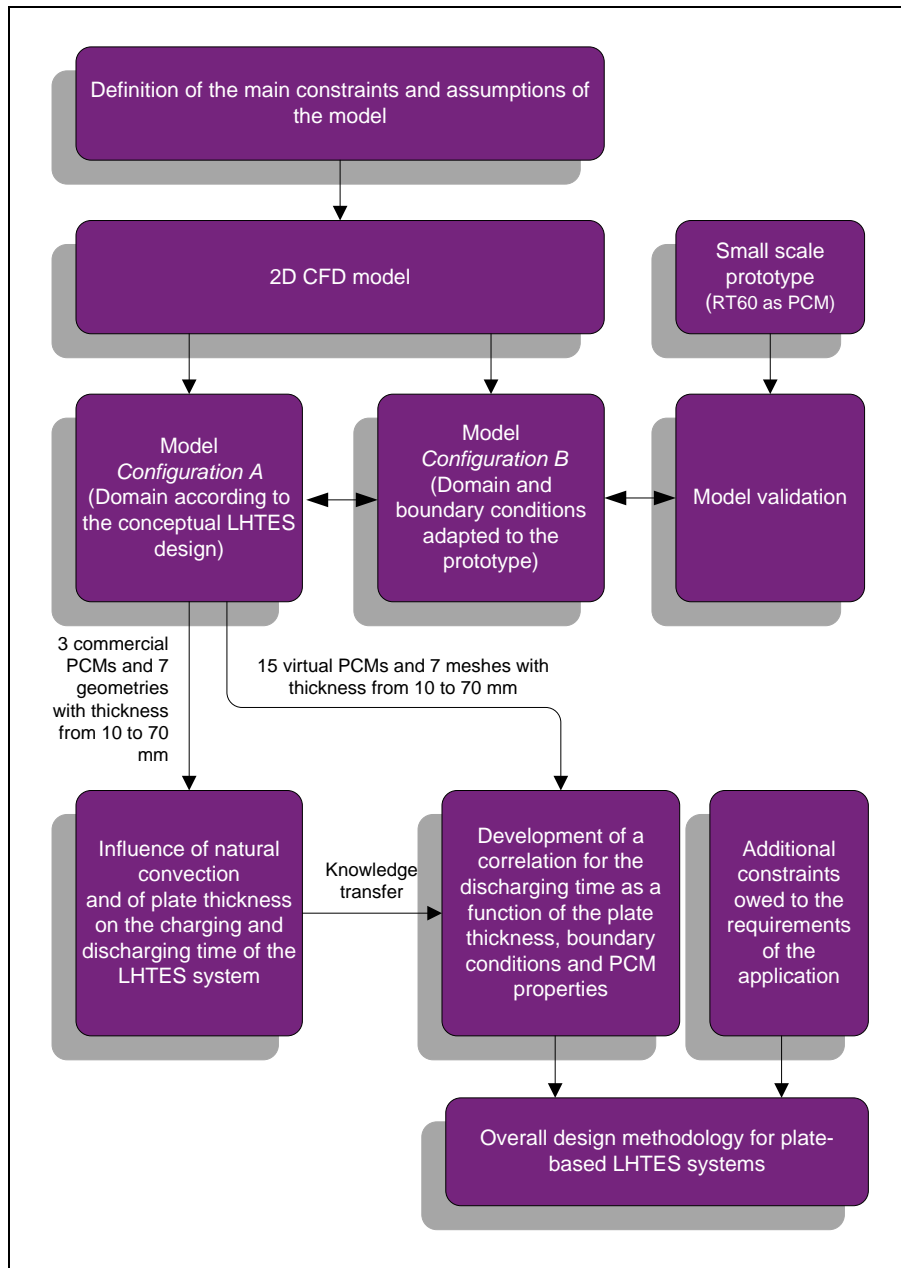 Definition of the main constraints and assumptions of
the model
2D CFD model
Small scale
prototype
(RT60 as PCM)
Model
Configuration A
(Domain according to
the conceptual LHTES
design)
Model
Configuration B
(Domain and
boundary conditions
adapted to the
prototype)
Model validation
3 commercial
PCMs and 7
geometries
with thickness
from 10 to 70
mm
15 virtual PCMs and 7 meshes with
thickness from 10 to 70 mm
Influence of natural
convection
and of plate thickness
on the charging and
discharging time of the
LHTES system
Knowledge
transfer
Development of a
correlation for the
discharging time as a
function of the plate
thickness, boundary
conditions and PCM
properties
Additional
constraints
owed to the
requirements
of the
application
Overall design methodology for plate-
based LHTES systems